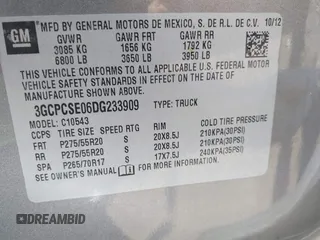 GM
MFD BY GENERAL MOTORS DE MEXICO, S. DE R.L. DE C.V. 10/12
GVWR GAWR FRT GAWR RR
3085 KG 1656 KG 1792 KG
6800 LB 3650 LB 3950 LB
THIS VEHICLE CONFORMS TO ALL APPLICABLE U.S. FEDERAL MOTOR
VEHICLE SAFETY STANDARDS IN EFFECT ON THE DATE OF
MANUFACTURE SHOWN ABOVE.
3GCPCSE06DG233909 TYPE: TRUCK
MODEL: C10543
CCPS TIRE SIZE SPEED RTG RIM COLD TIRE PRESSURE
FRT P275/55R20 S 20X8.5J 210KPA(30PSI)
RR P275/55R20 S 20X8.5J 210KPA(30PSI)
SPA P265/70R17 S 17X7.5J 240KPA(35PSI)
SEE OWNER'S MANUAL FOR ADDITIONAL INFORMATION.
DREAMBID